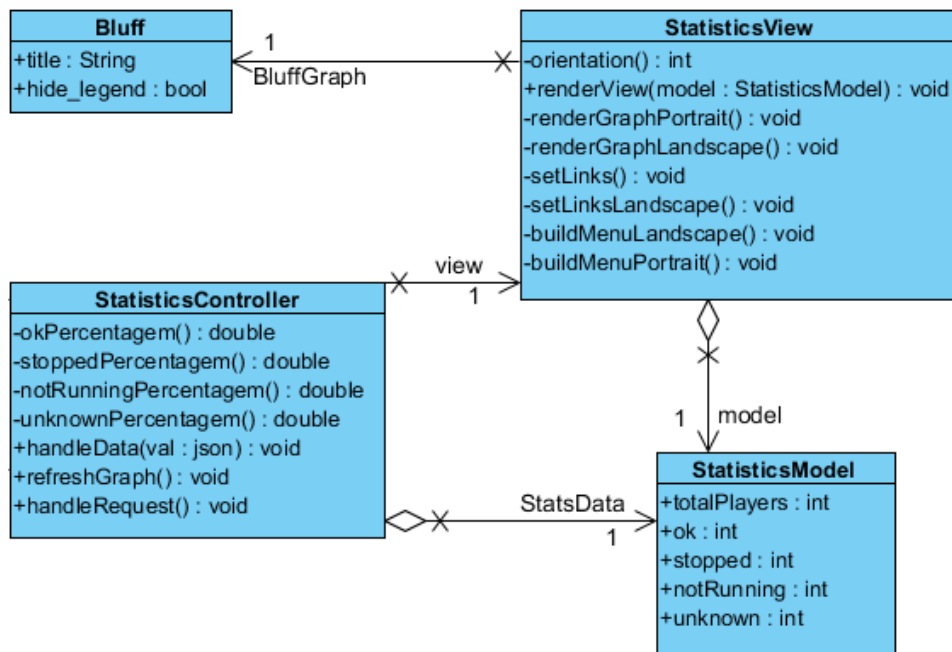 Bluff
+title : String
+hide_legend : bool
1
BluffGraph
StatisticsView
-orientation() : int
+renderView(model : StatisticsModel) : void
-renderGraphPortrait() : void
-renderGraphLandscape() : void
-setLinks() : void
-setLinksLandscape() : void
-buildMenuLandscape() : void
-buildMenuPortrait() : void
view
1
StatisticsController
-okPercentagem() : double
-stoppedPercentagem() : double
-notRunningPercentagem() : double
-unknownPercentagem() : double
+handleData(val : json) : void
+refreshGraph() : void
+handleRequest() : void
1
model
StatsData
1
StatisticsModel
+totalPlayers : int
+ok : int
+stopped : int
+notRunning : int
+unknown : int